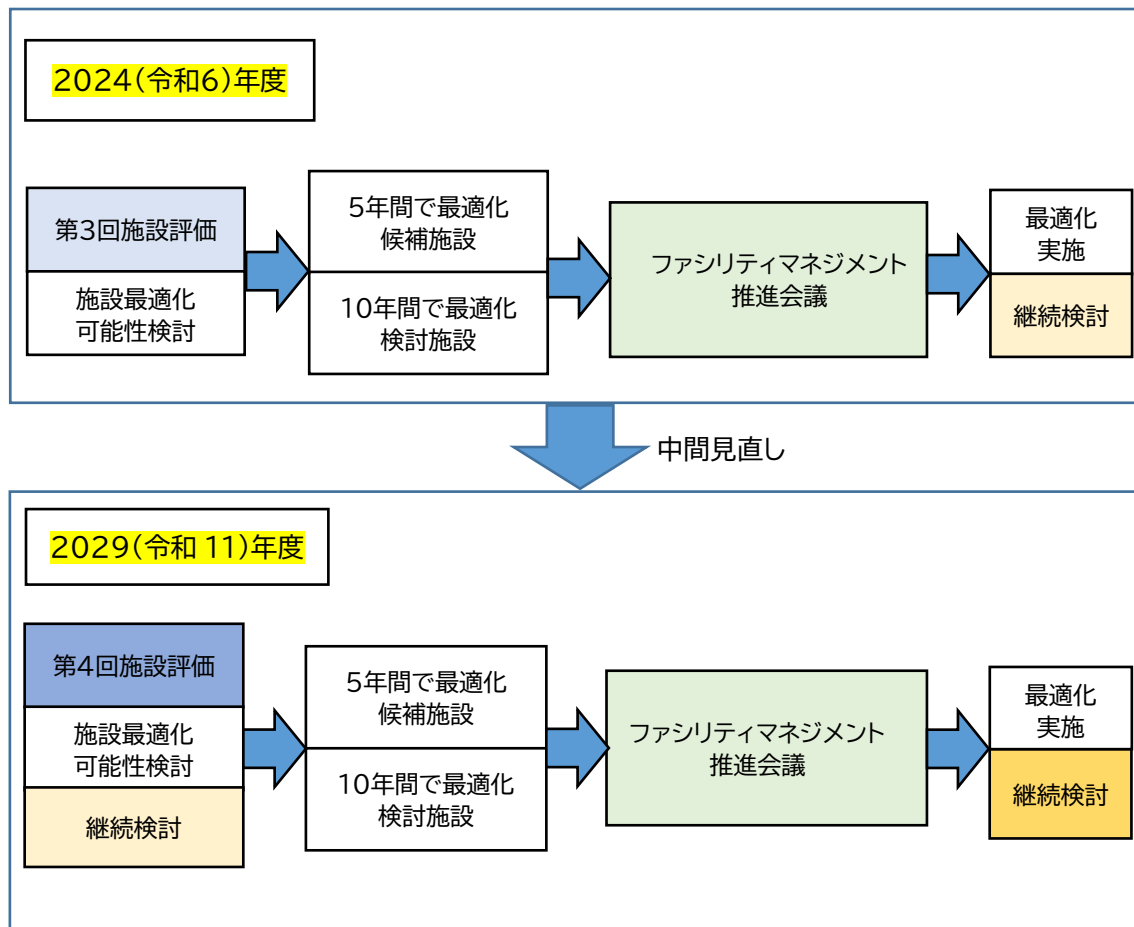 2024(令和6)年度
第3回施設評価
施設最適化
可能性検討
5年間で最適化
候補施設
10年間で最適化
検討施設
ファシリティマネジメント
推進会議
最適化
実施
継続検討
中間見直し
2029(令和 11)年度
第4回施設評価
施設最適化
可能性検討
継続検討
5年間で最適化
候補施設
10年間で最適化
検討施設
ファシリティマネジメント
推進会議
最適化
実施
継続検討